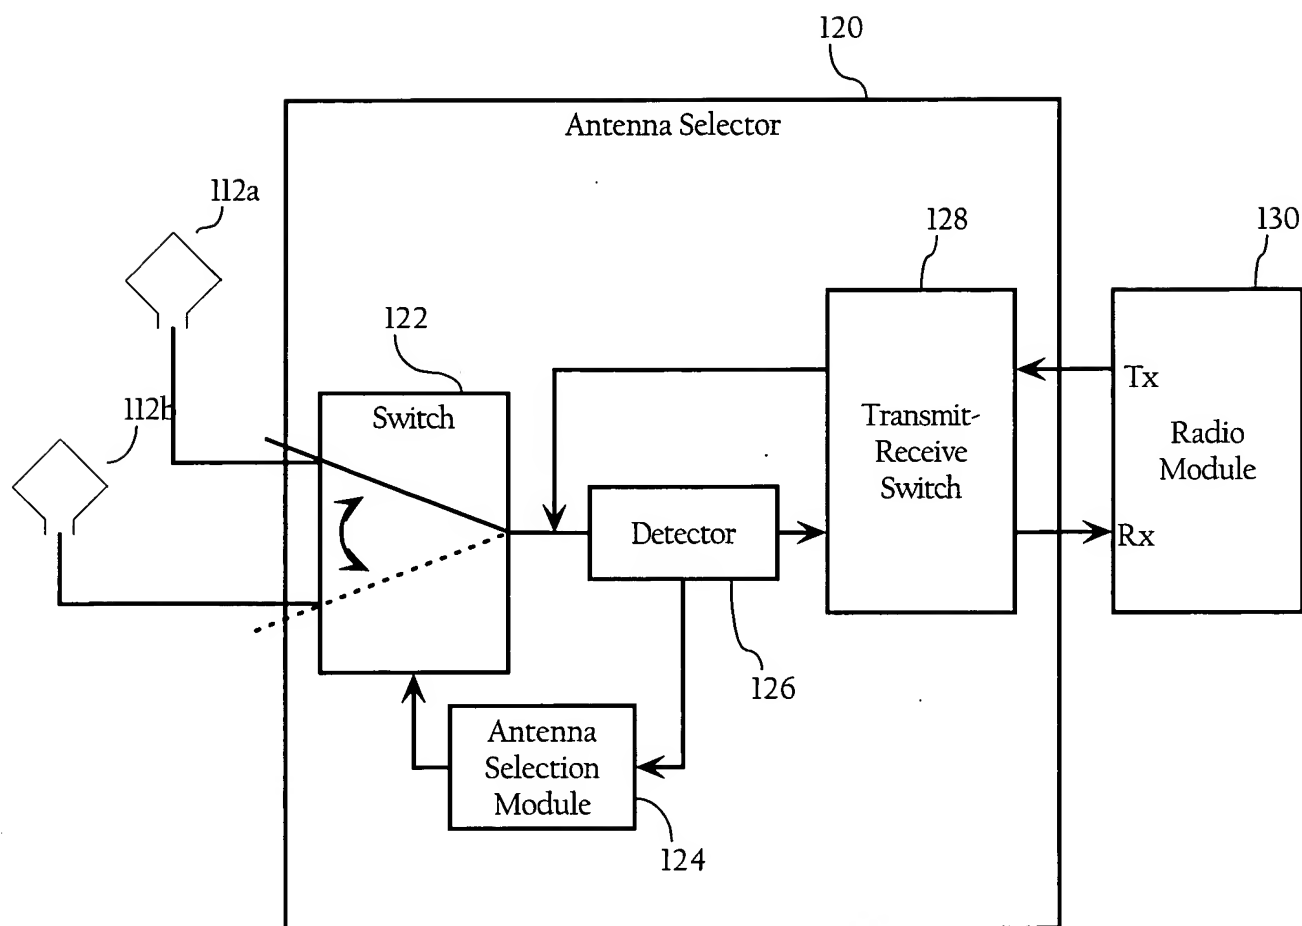 120
Antenna Selector
112a
128
130
122
112b
Switch
Tx
Transmit-
Receive
Switch
Radio
Module
Detector
Rx
126
Antenna
Selection
Module
124